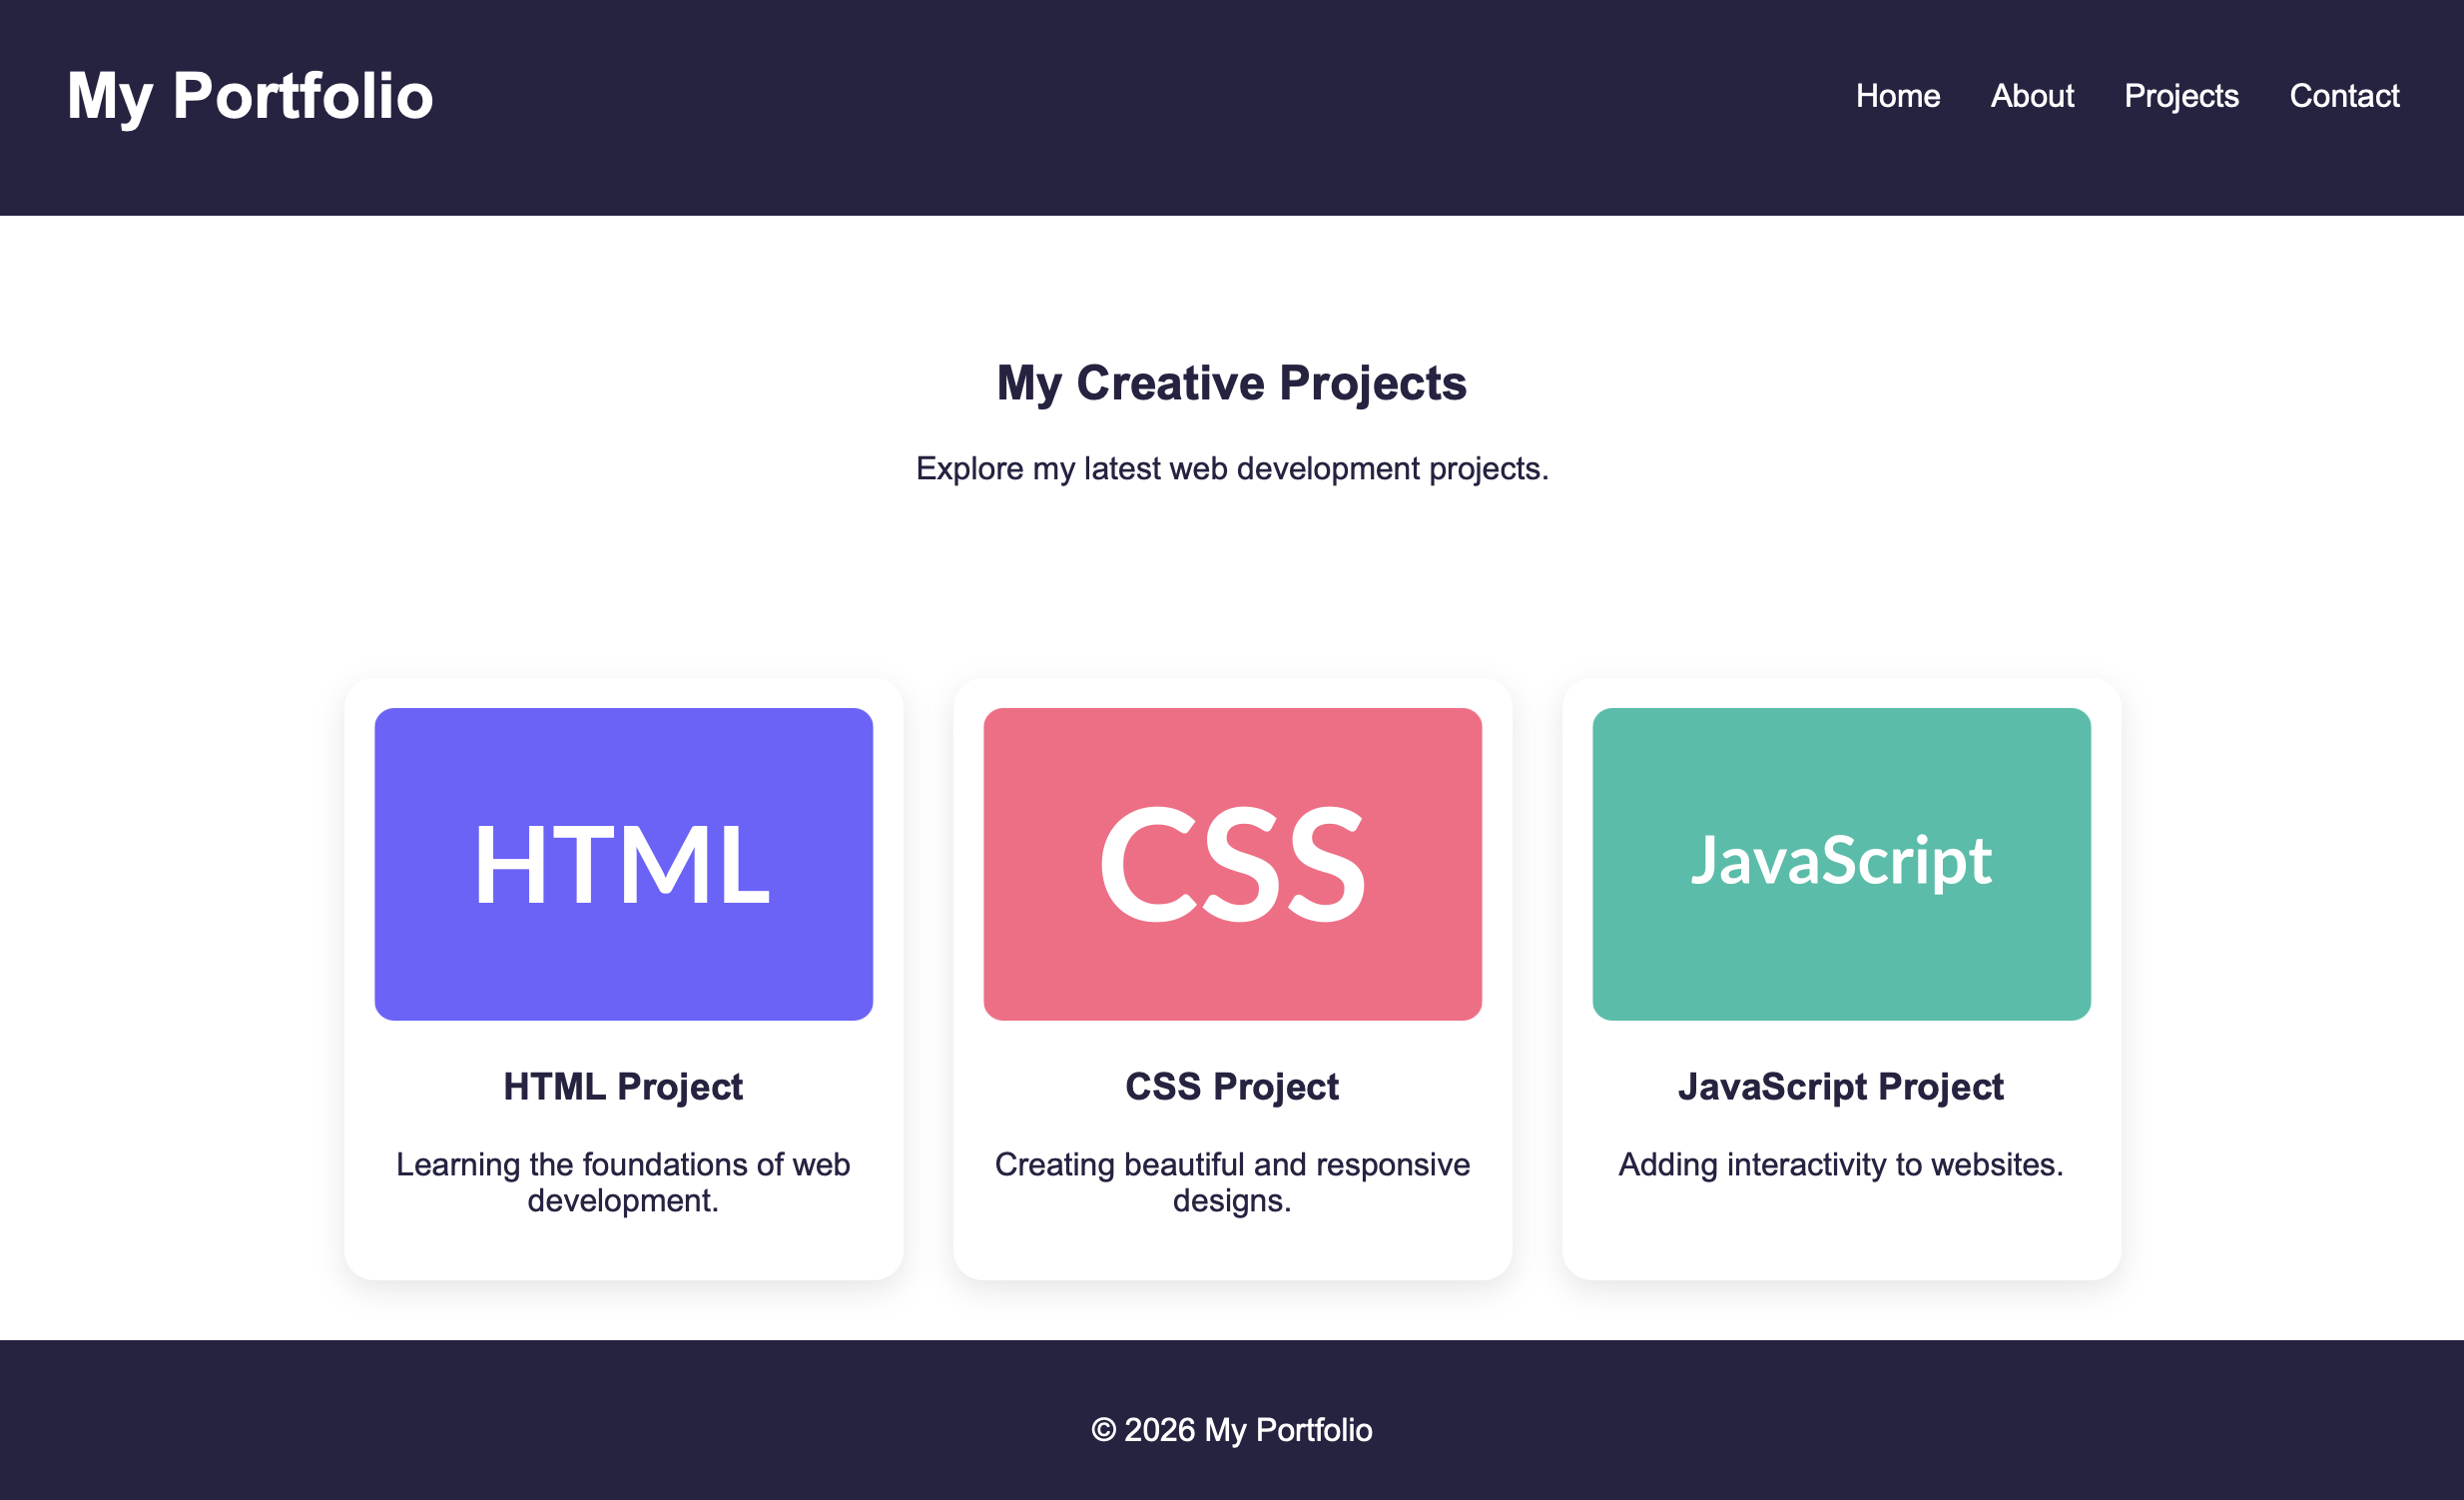 My Portfolio
Home About Projects Contact
My Creative Projects
Explore my latest web development projects.
HTML
HTML Project
Learning the foundations of web
development.
CSS
CSS Project
Creating beautiful and responsive
designs.
JavaScript
JavaScript Project
Adding interactivity to websites.
© 2026 My Portfolio